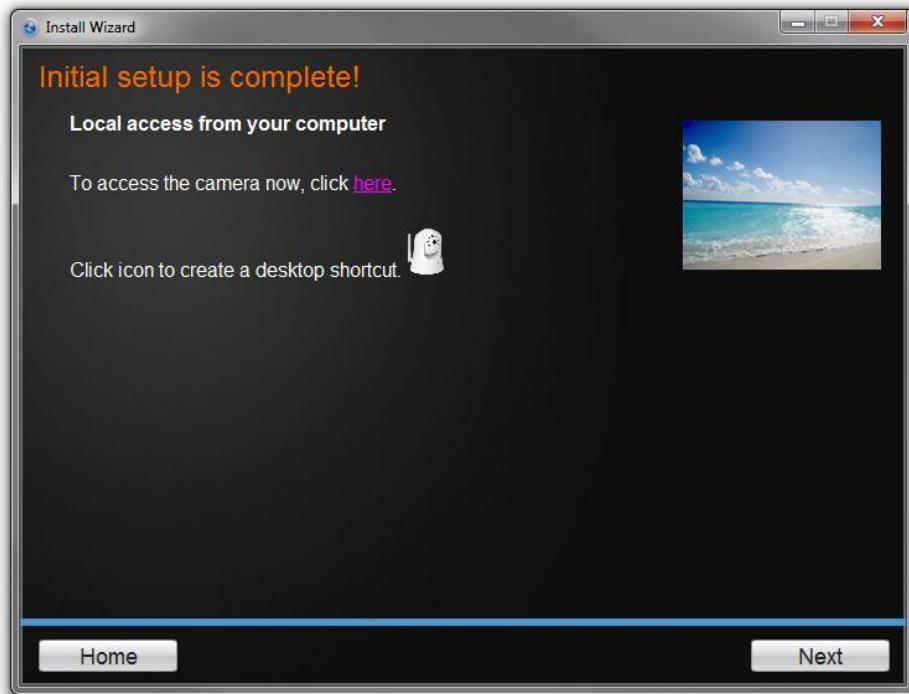 Install Wizard
Initial setup is complete!
Local access from your computer
To access the camera now, click here.
Click icon to create a desktop shortcut.
Home
Next